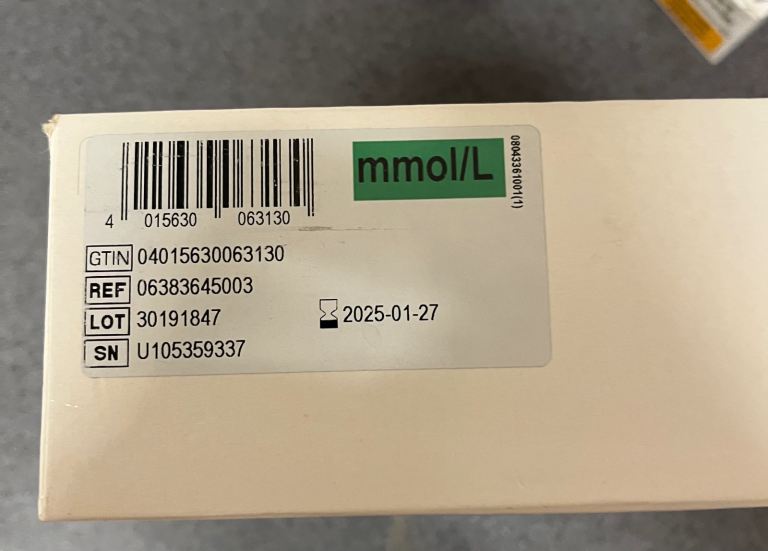 mmol/L
08043361001(1)
4 015630 063130
GTIN 04015630063130
REF 06383645003
LOT 30191847
2025-01-27
SN U105359337